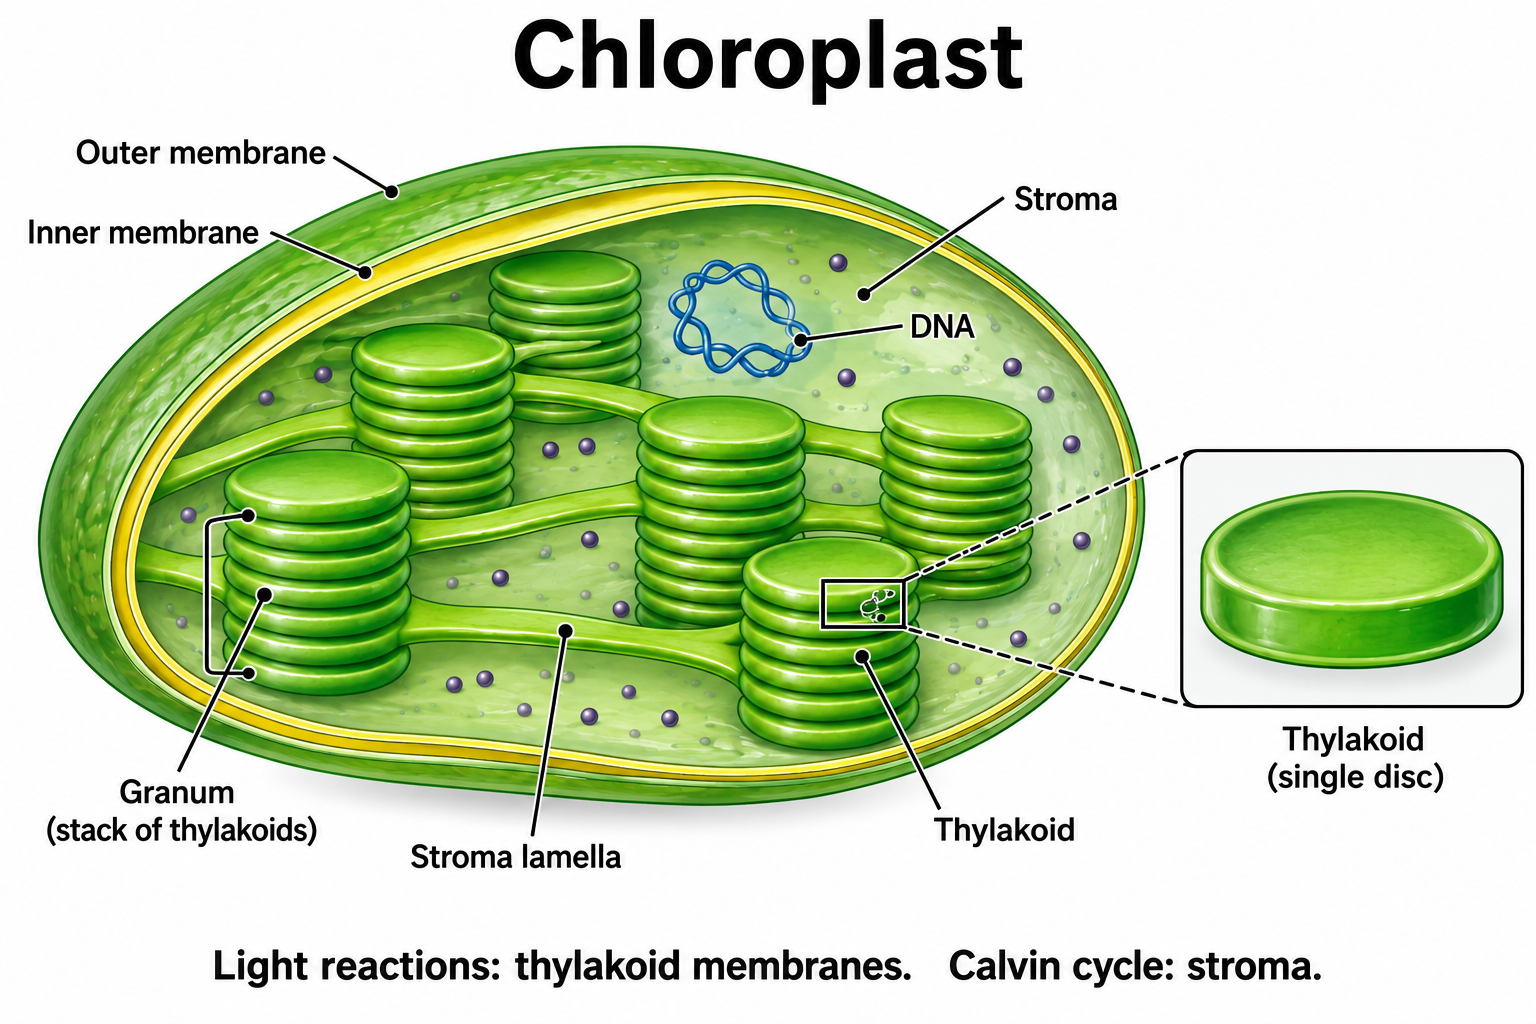 Chloroplast
Outer membrane
Inner membrane
Stroma
DNA
Thylakoid
(single disc)
Granum
(stack of thylakoids)
Stroma lamella
Thylakoid
Light reactions: thylakoid membranes. Calvin cycle: stroma.